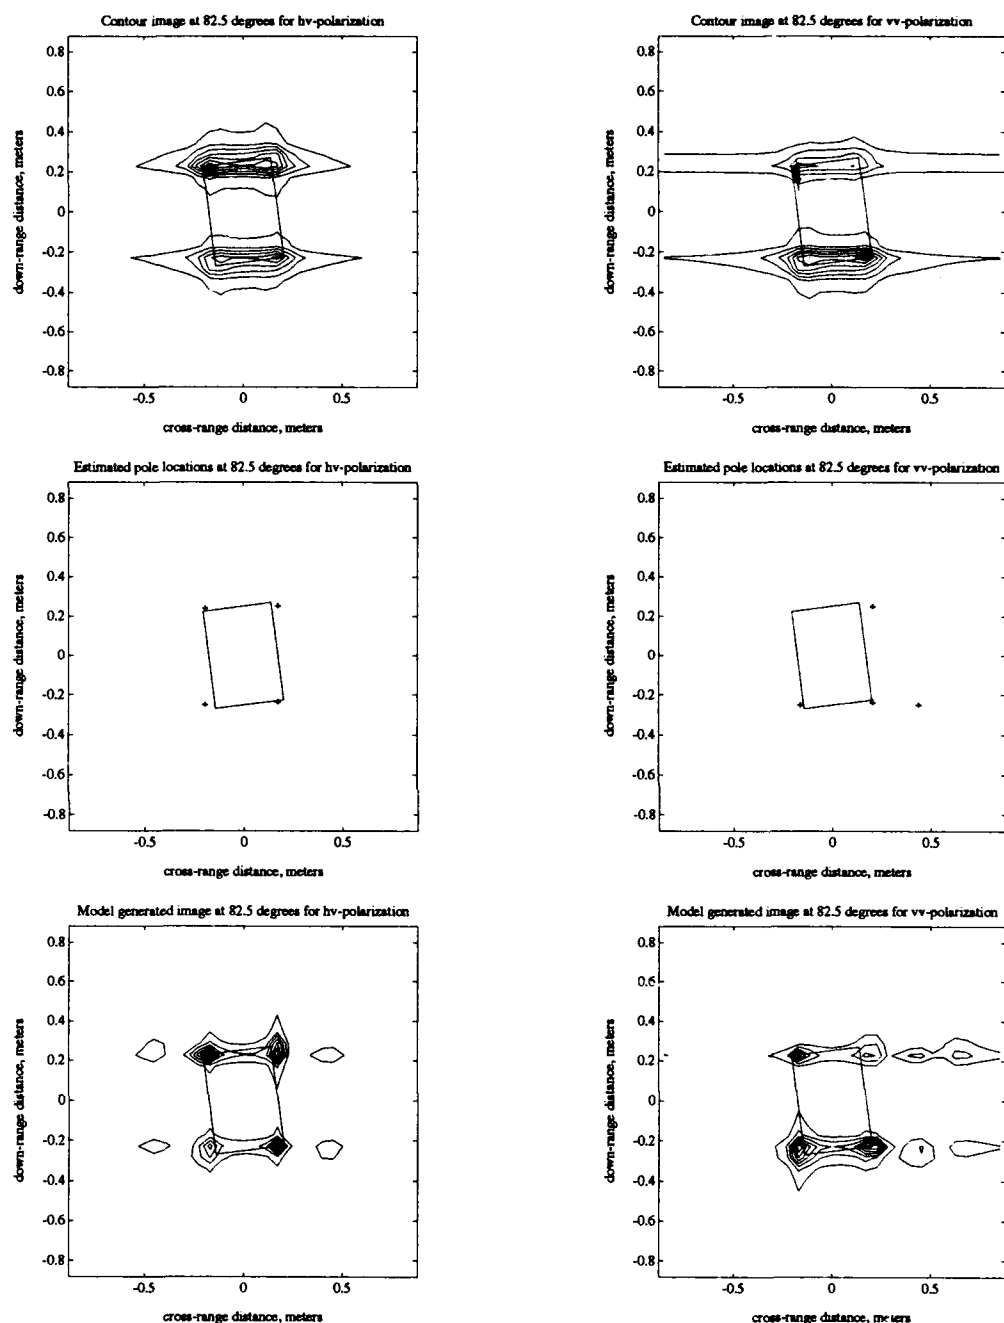 Contour image at 82.5 degrees for hv-polarization
0.8
0.6
0.4
0.2
0
-0.2
-0.4
-0.6
-0.8
down-range distance, meters
-0.5 0 0.5
cross-range distance, meters
Contour image at 82.5 degrees for vv-polarization
0.8
0.6
0.4
0.2
0
-0.2
-0.4
-0.6
-0.8
down-range distance, meters
-0.5 0 0.5
cross-range distance, meters
Estimated pole locations at 82.5 degrees for hv-polarization
0.8
0.6
0.4
0.2
0
-0.2
-0.4
-0.6
-0.8
down-range distance, meters
-0.5 0 0.5
cross-range distance, meters
Estimated pole locations at 82.5 degrees for vv-polarization
0.8
0.6
0.4
0.2
0
-0.2
-0.4
-0.6
-0.8
down-range distance, meters
-0.5 0 0.5
cross-range distance, meters
Model generated image at 82.5 degrees for hv-polarization
0.8
0.6
0.4
0.2
0
-0.2
-0.4
-0.6
-0.8
down-range distance, meters
-0.5 0 0.5
cross-range distance, meters
Model generated image at 82.5 degrees for vv-polarization
0.8
0.6
0.4
0.2
0
-0.2
-0.4
-0.6
-0.8
down-range distance, meters
-0.5 0 0.5
cross-range distance, meters